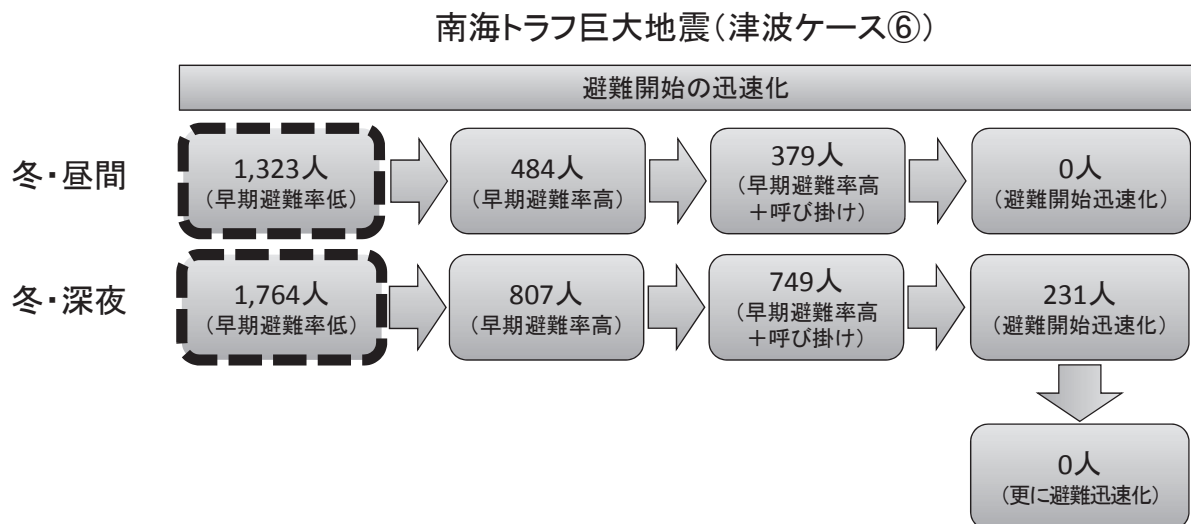 南海トラフ巨大地震(津波ケース⑥)
避難開始の迅速化
冬・昼間
1,323人
(早期避難率低)
484人
(早期避難率高)
379人
(早期避難率高
+呼び掛け)
0人
(避難開始迅速化)
冬・深夜
1,764人
(早期避難率低)
807人
(早期避難率高)
749人
(早期避難率高
+呼び掛け)
231人
(避難開始迅速化)
0人
(更に避難迅速化)